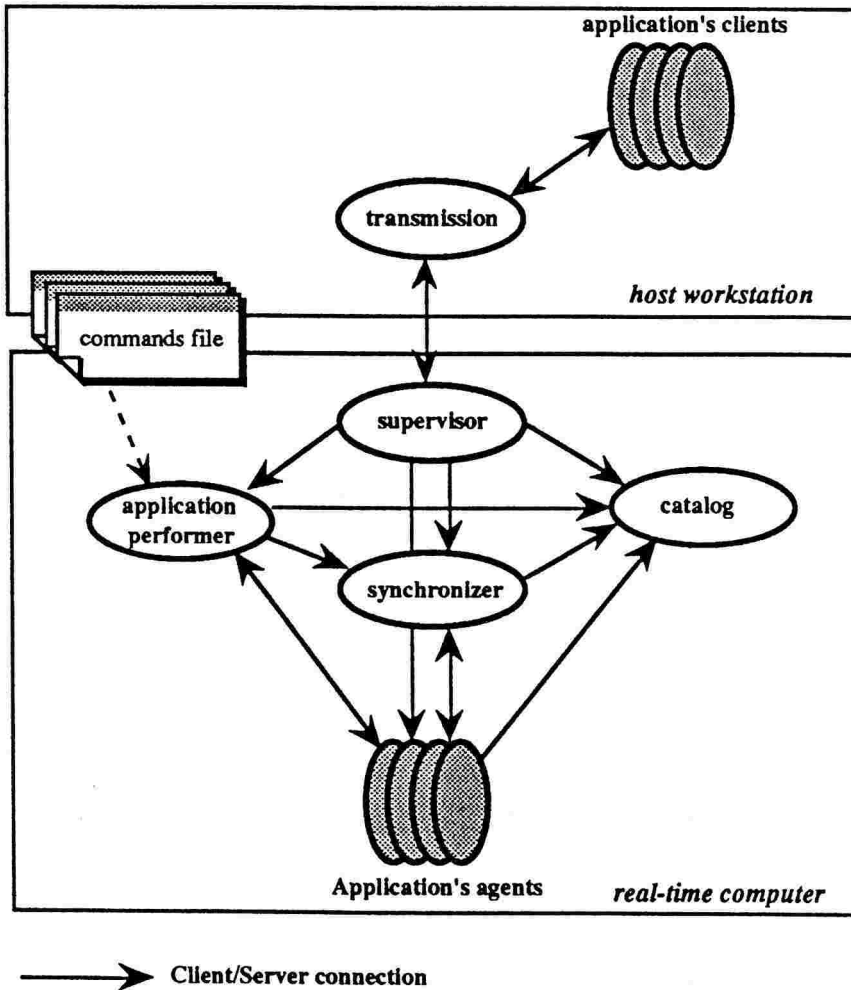 application's clients
transmission
host workstation
commands file
supervisor
application
performer
catalog
synchronizer
Application's agents
real-time computer
Client/Server connection